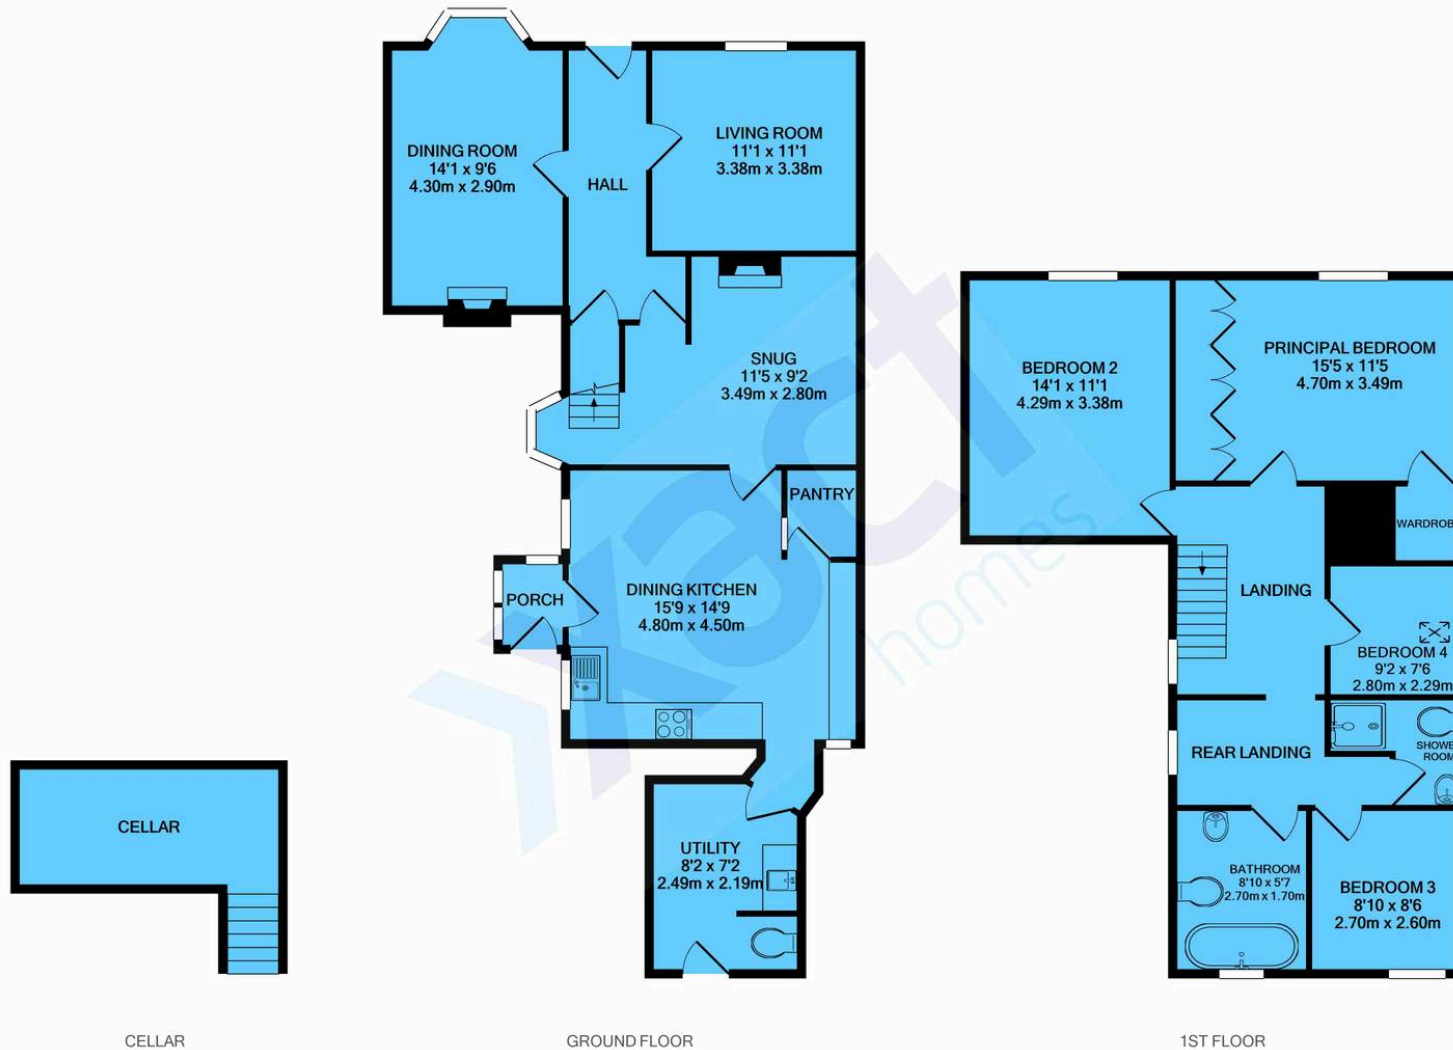 DINING ROOM
14'1 x 9'6
4.30m x 2.90m
HALL
LIVING ROOM
11'1 x 11'1
3.38m x 3.38m
SNUG
11'5 x 9'2
3.49m x 2.80m
PANTRY
DINING KITCHEN
15'9 x 14'9
4.80m x 4.50m
PORCH
UTILITY
8'2 x 7'2
2.49m x 2.19m
CELLAR
BEDROOM 2
14'1 x 11'1
4.29m x 3.38m
PRINCIPAL BEDROOM
15'5 x 11'5
4.70m x 3.49m
WARDROB
LANDING
BEDROOM 4
9'2 x 7'6
2.80m x 2.29m
REAR LANDING
SHOWE
ROOM
BATHROOM
8'10 x 5'7
2.70m x 1.70m
BEDROOM 3
8'10 x 8'6
2.70m x 2.60m
xact
homes
CELLAR
GROUND FLOOR
1ST FLOOR